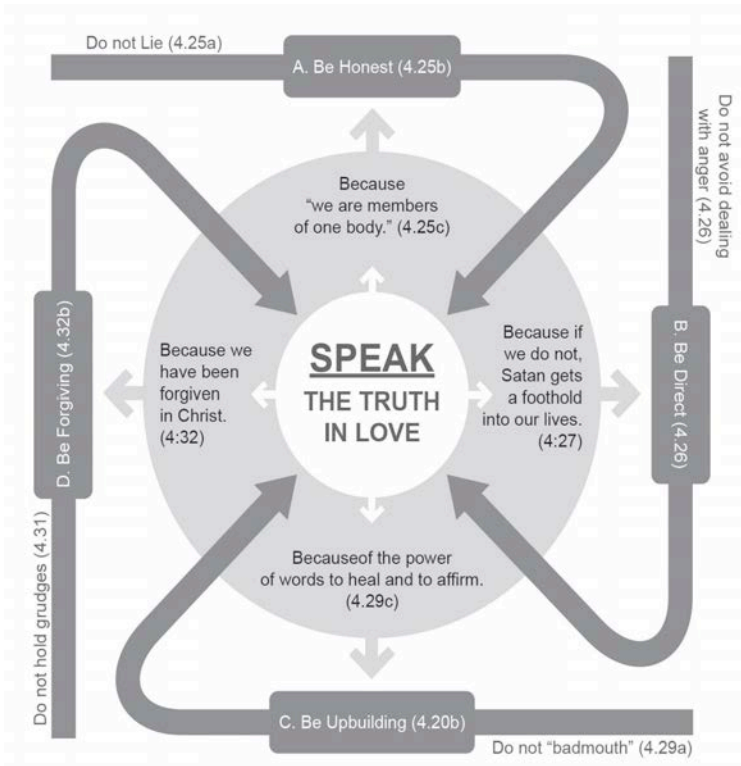 Do not Lie (4.25a)
A. Be Honest (4.25b)
Because
“we are members
of one body.” (4.25c)
Do not avoid dealing
with anger (4.26)
B. Be Direct (4.26)
Because if
we do not,
Satan gets
a foothold
into our lives.
(4:27)
SPEAK
THE TRUTH
IN LOVE
Because we
have been
forgiven
in Christ.
(4:32)
D. Be Forgiving (4.32b)
Do not hold grudges (4.31)
Becauseof the power
of words to heal and to affirm.
(4.29c)
C. Be Upbuilding (4.20b)
Do not “badmouth” (4.29a)